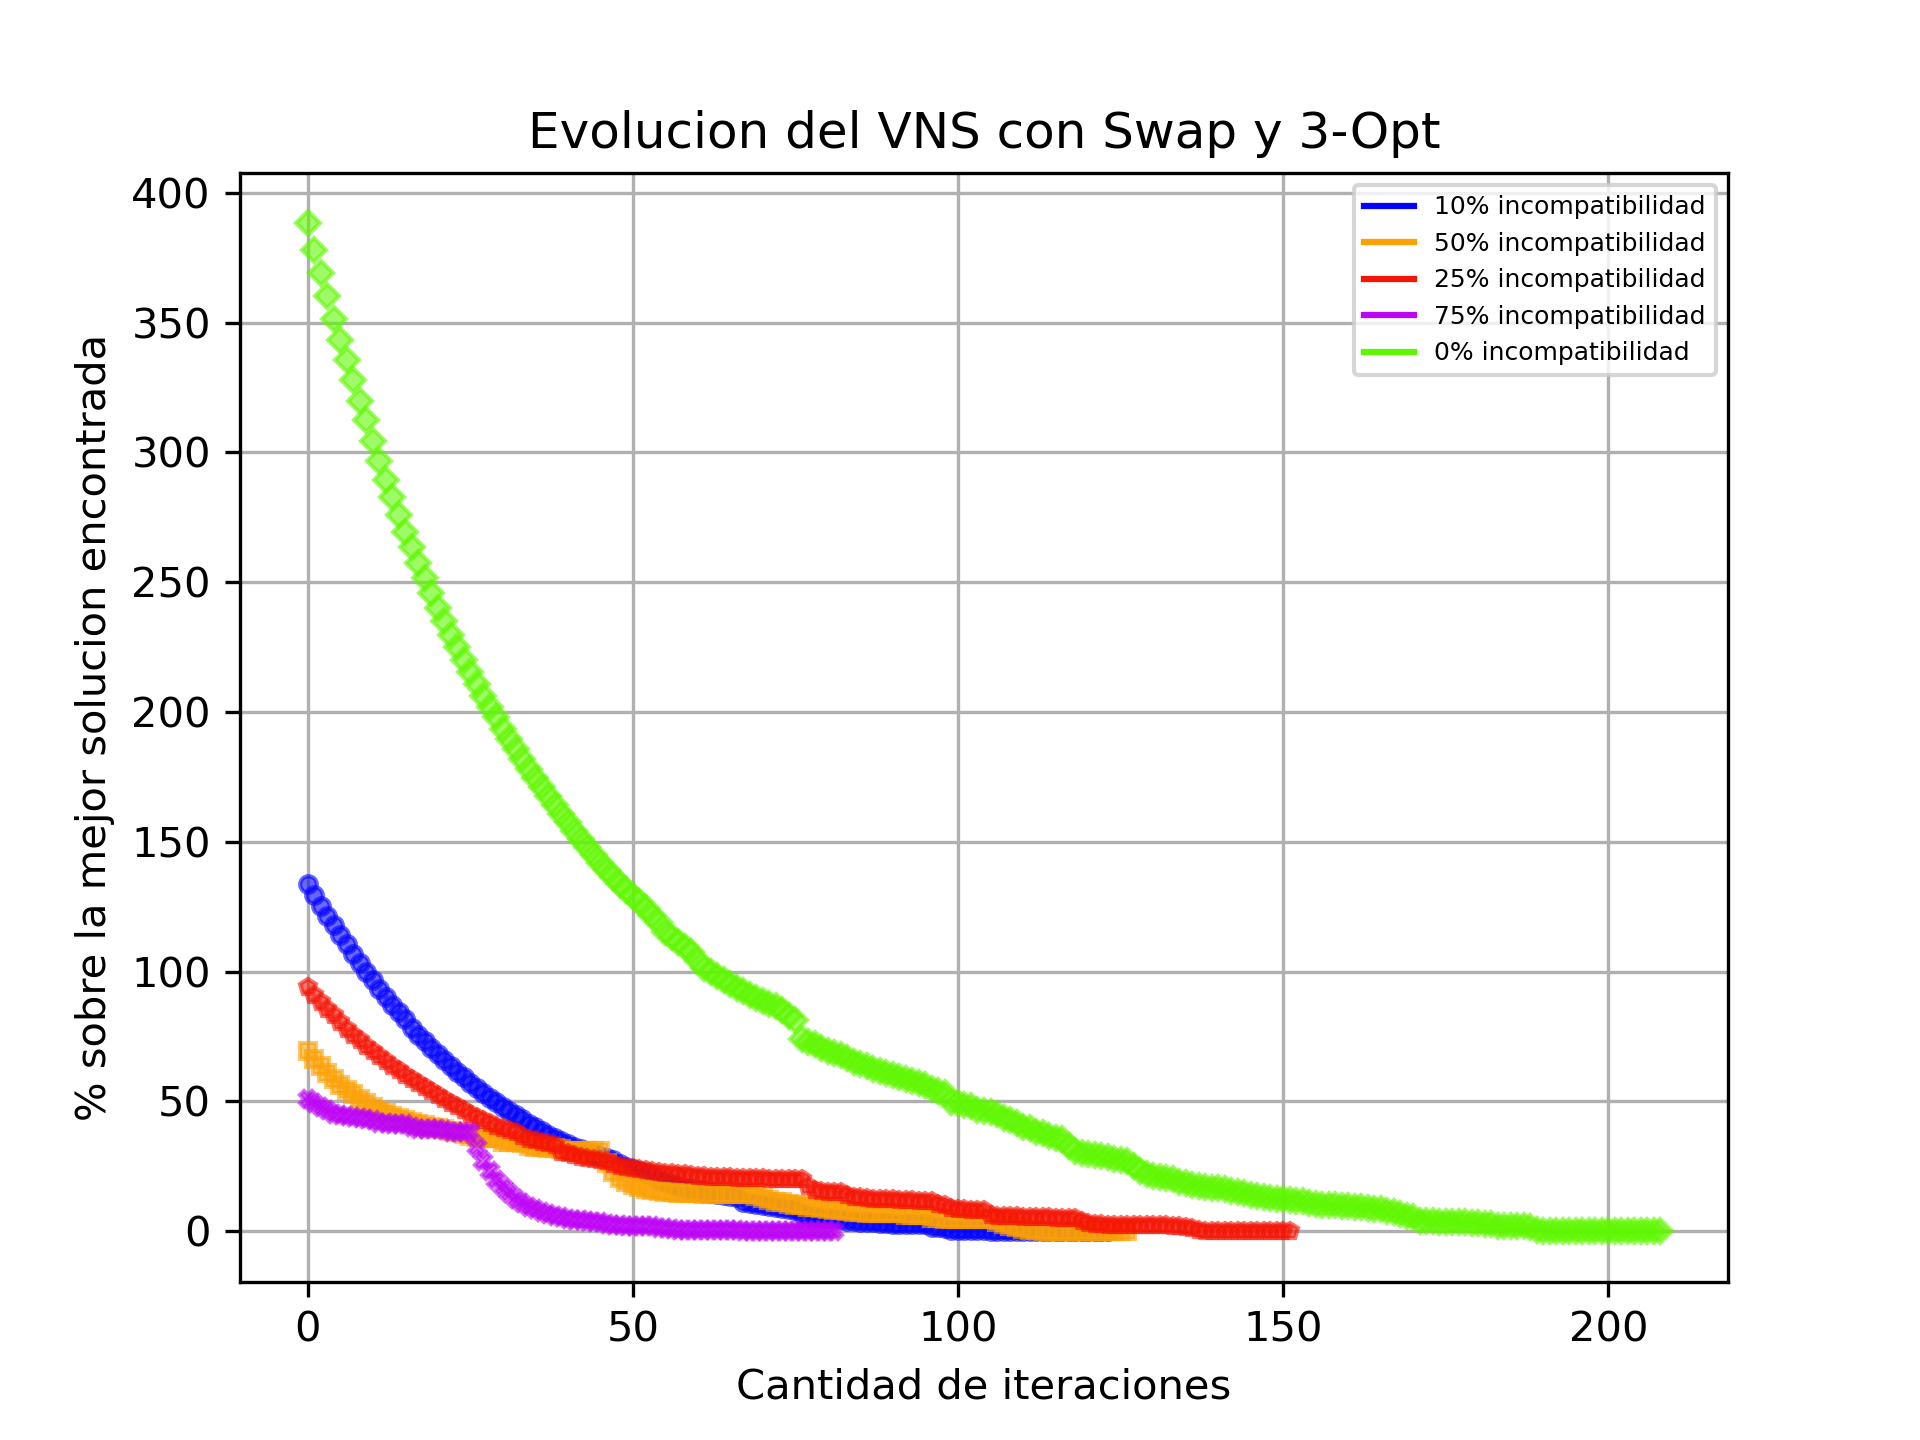 Evolucion del VNS con Swap y 3-Opt
% sobre la mejor solucion encontrada
400
350
300
250
200
150
100
50
0
10% incompatibilidad
50% incompatibilidad
25% incompatibilidad
75% incompatibilidad
0% incompatibilidad
0 50 100 150 200
Cantidad de iteraciones